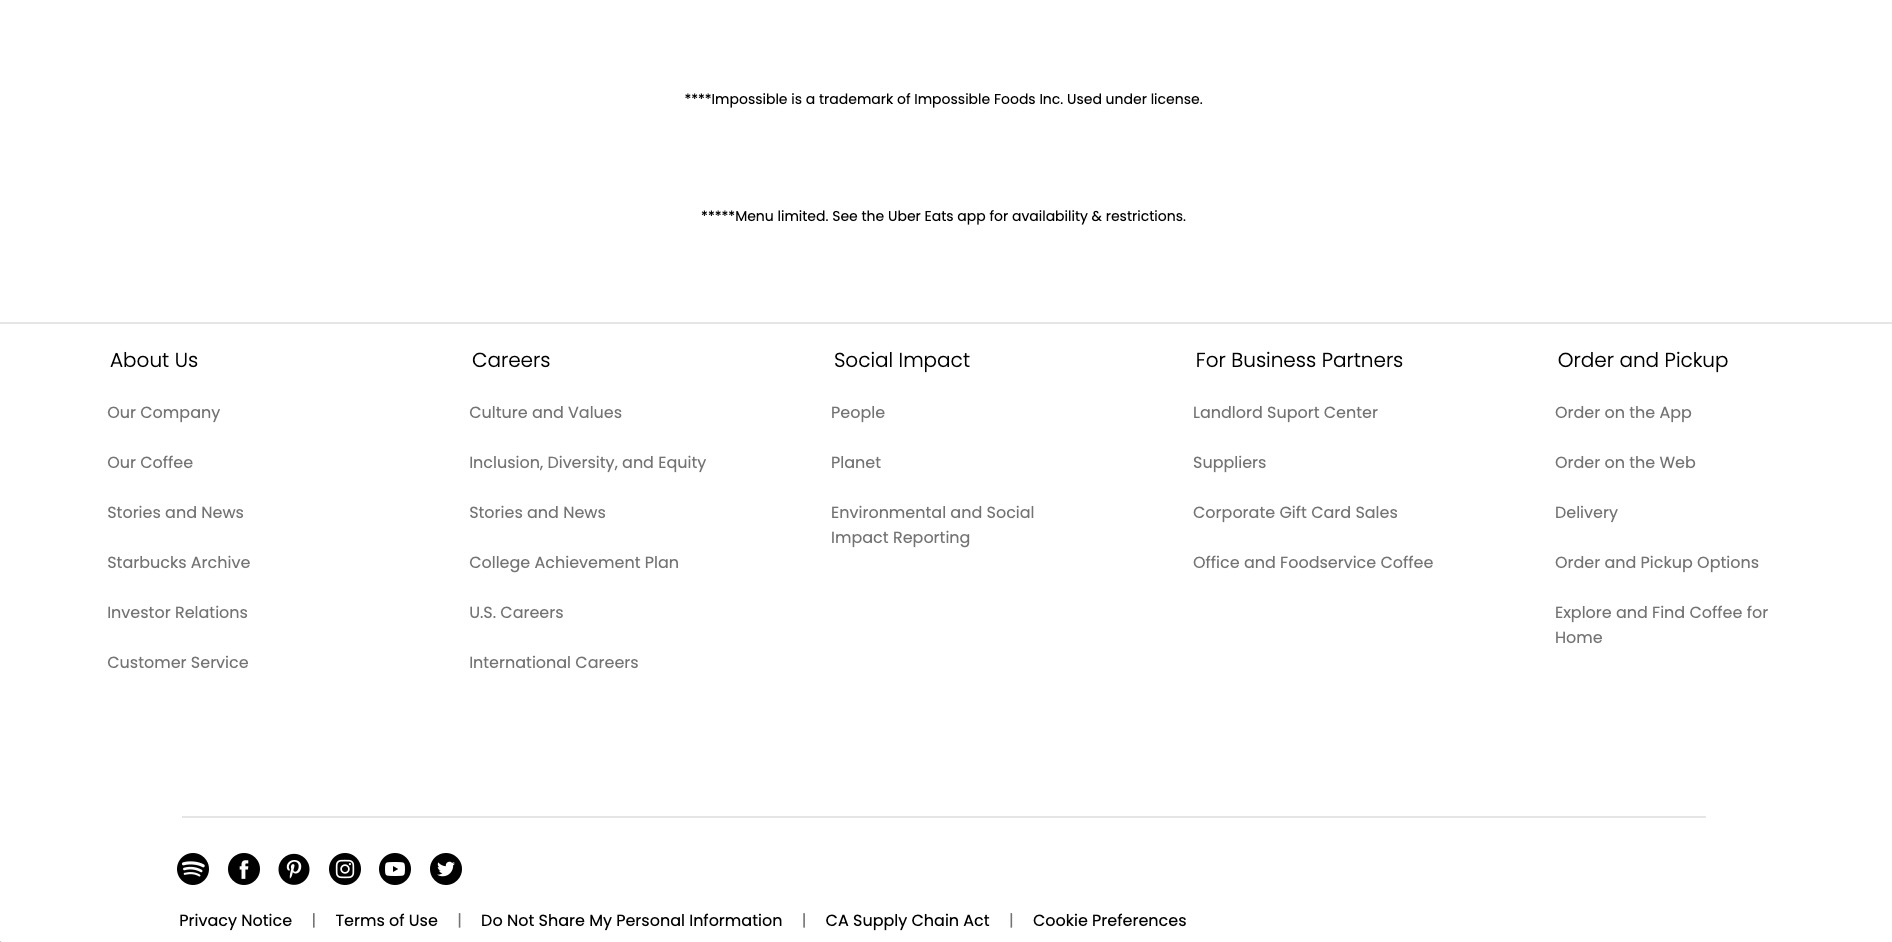 ****Impossible is a trademark of Impossible Foods Inc. Used under license.
*****Menu limited. See the Uber Eats app for availability & restrictions.
About Us
Our Company
Our Coffee
Stories and News
Starbucks Archive
Investor Relations
Customer Service
Careers
Culture and Values
Inclusion, Diversity, and Equity
Stories and News
College Achievement Plan
U.S. Careers
International Careers
Social Impact
People
Planet
Environmental and Social
Impact Reporting
For Business Partners
Landlord Suport Center
Suppliers
Corporate Gift Card Sales
Office and Foodservice Coffee
Order and Pickup
Order on the App
Order on the Web
Delivery
Order and Pickup Options
Explore and Find Coffee for
Home
Privacy Notice | Terms of Use | Do Not Share My Personal Information | CA Supply Chain Act | Cookie Preferences